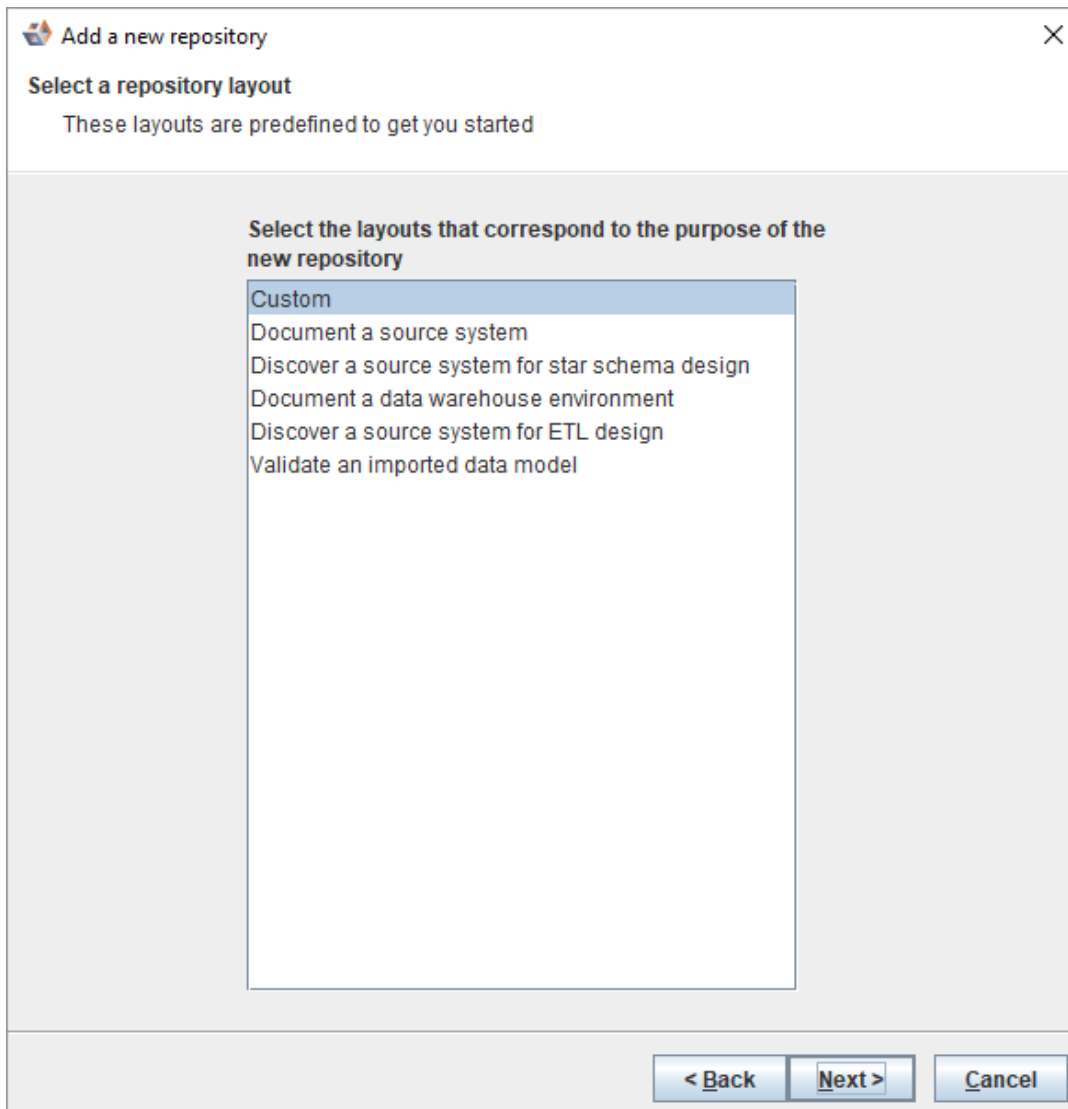 Add a new repository
Select a repository layout
These layouts are predefined to get you started
Select the layouts that correspond to the purpose of the
new repository
Custom
Document a source system
Discover a source system for star schema design
Document a data warehouse environment
Discover a source system for ETL design
Validate an imported data model
< Back
Next >
Cancel